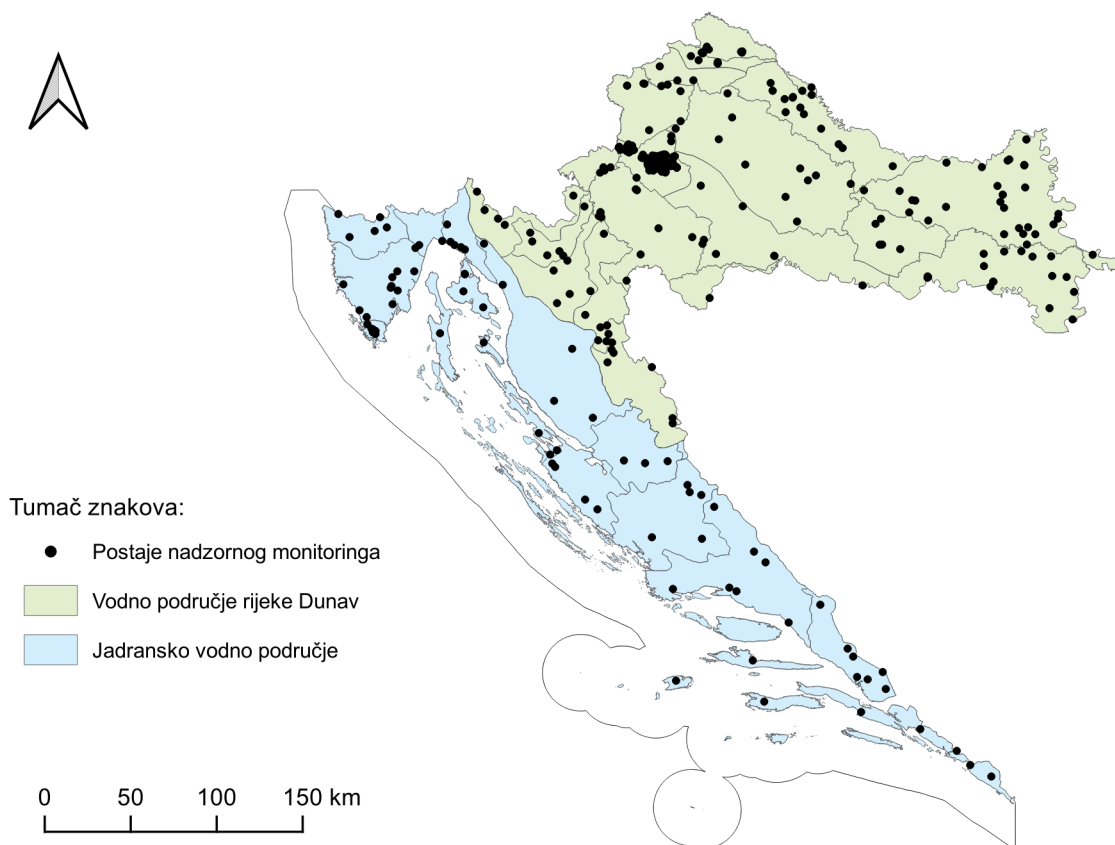 Tumač znakova:
Postaje nadzornog monitoringa
Vodno područje rijeke Dunav
Jadransko vodno područje
0 50 100 150 km